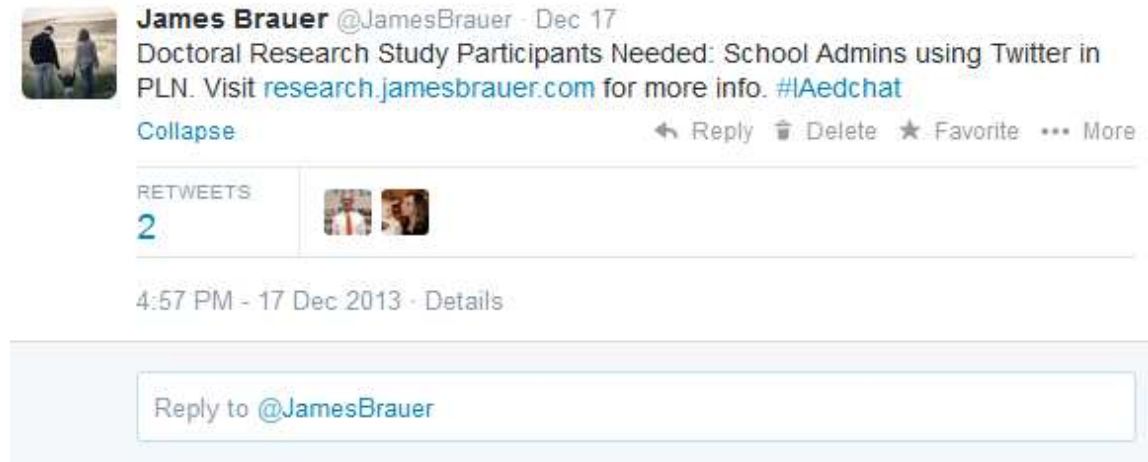 James Brauer @JamesBrauer · Dec 17
Doctoral Research Study Participants Needed: School Admins using Twitter in
PLN. Visit research.jamesbrauer.com for more info. #IAedchat
Collapse Reply Delete Favorite More
RETWEETS
2
4:57 PM - 17 Dec 2013 · Details
Reply to @JamesBrauer